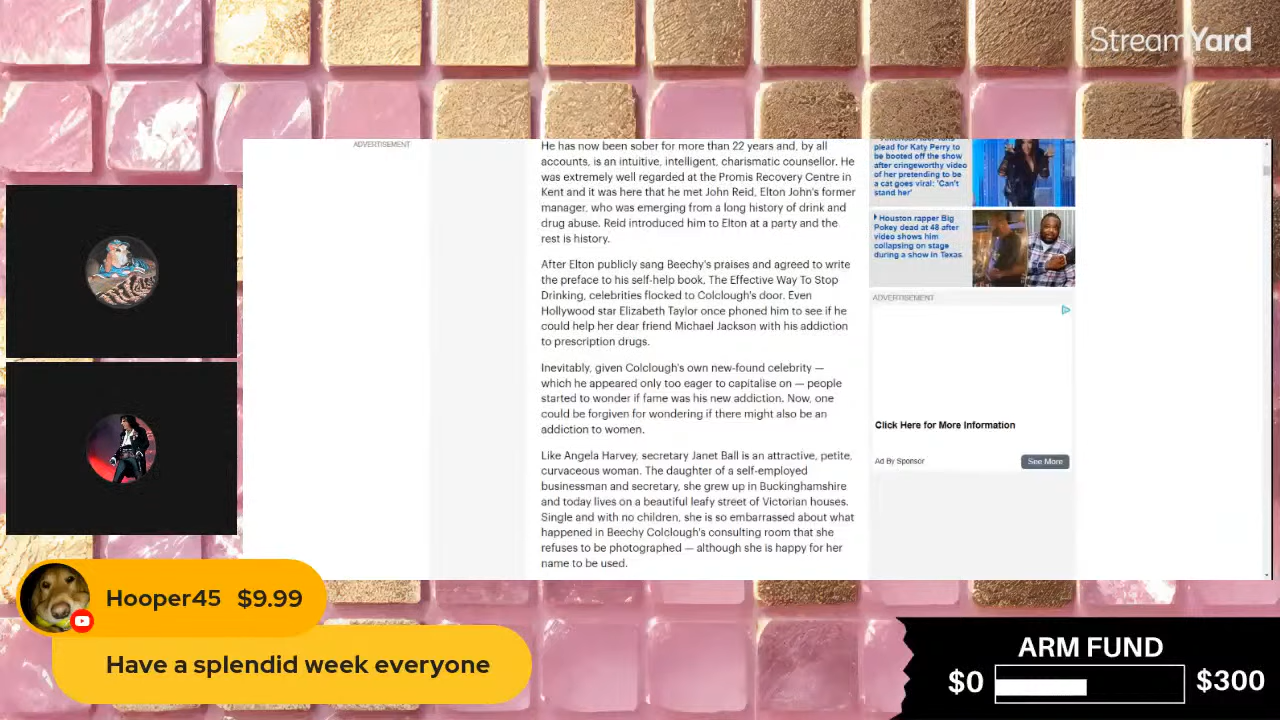 StreamYard
ADVERTISEMENT
He has now been sober for more than 22 years and, by all
accounts, is an intuitive, intelligent, charismatic counsellor. He
was extremely well regarded at the Promis Recovery Centre in
Kent and it was here that he met John Reid, Elton John's former
manager, who was emerging from a long history of drink and
drug abuse. Reid introduced him to Elton at a party and the
rest is history.
After Elton publicly sang Beechy's praises and agreed to write
the preface to his self-help book. The Effective Way To Stop
Drinking, celebrities flocked to Colclough's door. Even
Hollywood star Elizabeth Taylor once phoned him to see if he
could help her dear friend Michael Jackson with his addiction
to prescription drugs.
Inevitably, given Colclough's own new-found celebrity —
which he appeared only too eager to capitalise on — people
started to wonder if fame was his new addiction. Now, one
could be forgiven for wondering if there might also be an
addiction to women.
Like Angela Harvey, secretary Janet Ball is an attractive, petite,
curvaceous woman. The daughter of a self-employed
businessman and secretary, she grew up in Buckinghamshire
and today lives on a beautiful leafy street of Victorian houses.
Single and with no children, she is so embarrassed about what
happened in Beechy Colclough's consulting room that she
refuses to be photographed — although she is happy for her
name to be used.
plead for Katy Perry to
be booted off the show
after cringeworthy video
of her pretending to be
a cat goes viral: 'Can't
stand her'
Houston rapper Big
Pokey dead at 48 after
video shows him
collapsing on stage
during a show in Texas
ADVERTISEMENT
Click Here for More Information
Ad By Sponsor
See More
Hooper45 $9.99
Have a splendid week everyone
ARM FUND
$0
$300